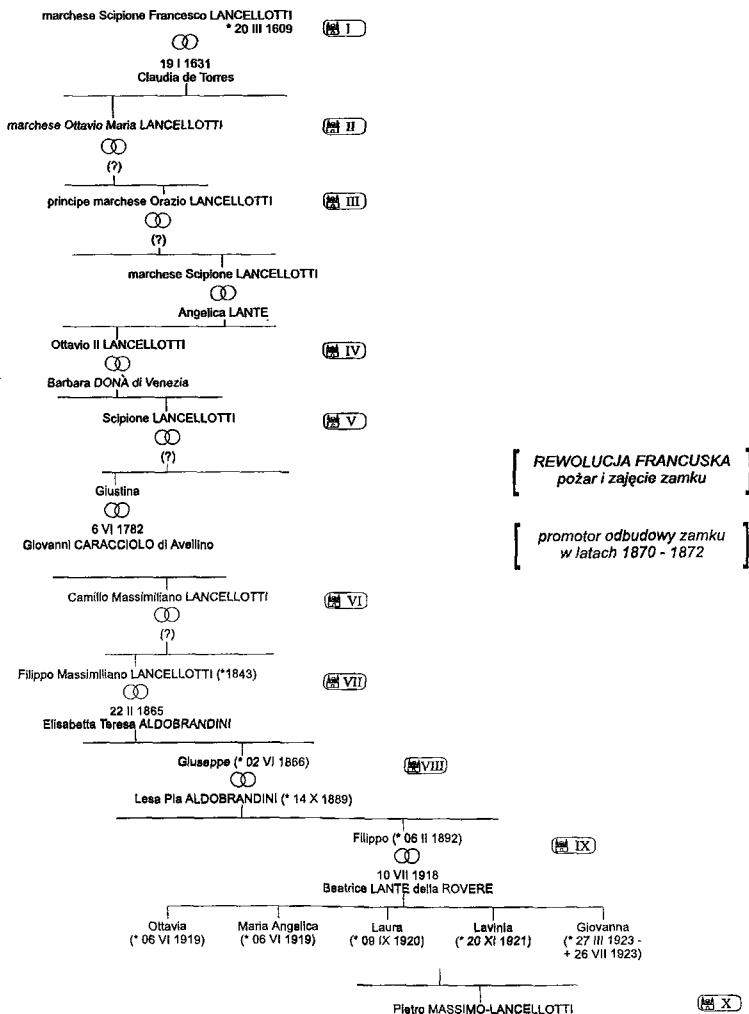 marchese Scipione Francesco LANCELLOTTI
* 20 III 1609
I
19 I 1631
Claudia de Torres
marchese Ottavio Maria LANCELLOTTI
II
(?)
principe marchese Orazio LANCELLOTTI
III
(?)
marchese Scipione LANCELLOTTI
Angelica LANTE
Ottavio II LANCELLOTTI
IV
Barbara DONÀ di Venezia
Scipione LANCELLOTTI
V
(?)
REWOLUCJA FRANCUSKA
pożar i zajęcie zamku
Giustina
6 VI 1782
Giovanni CARACCIOLO di Avellino
promotor odbudowy zamku
w latach 1870 - 1872
Camillo Massimiliano LANCELLOTTI
VI
(?)
Filippo Massimiliano LANCELLOTTI (*1843)
VII
22 II 1865
Elisabetta Teresa ALDOBRANDINI
Giuseppe (* 02 VI 1866)
VIII
Lesa Pia ALDOBRANDINI (* 14 X 1889)
Filippo (* 06 II 1892)
IX
10 VII 1918
Beatrice LANTE della ROVERE
Ottavia Maria Angelica Laura Lavinia Giovanna
(* 06 VI 1919) (* 06 VI 1919) (* 09 IX 1920) (* 20 XI 1921) (* 27 III 1923 -
+ 26 VII 1923)
Pietro MASSIMO-LANCELLOTTI
X